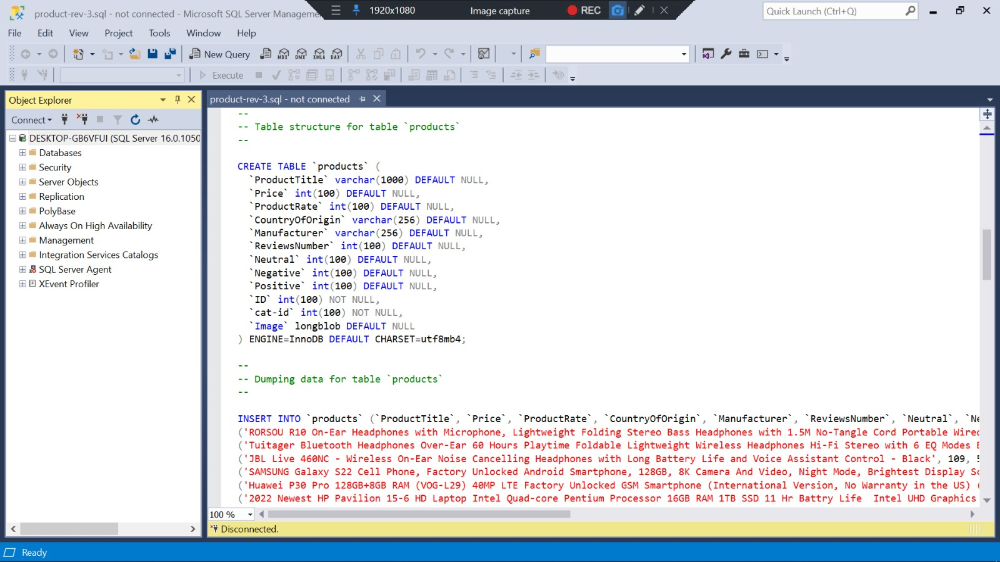 product-rev-3.sql - not connected - Microsoft SQL Server Manageme
1920x1080
Image capture
REC
Quick Launch (Ctrl+Q)
File Edit View Project Tools Window Help
New Query MDX DMX XMLA DAX
Execute
Object Explorer
Connect
DESKTOP-GB6VFUI (SQL Server 16.0.1050
Databases
Security
Server Objects
Replication
PolyBase
Always On High Availability
Management
Integration Services Catalogs
SQL Server Agent
XEvent Profiler
product-rev-3.sql - not connected
--
-- Table structure for table `products`
--
CREATE TABLE `products` (
`ProductTitle` varchar(1000) DEFAULT NULL,
`Price` int(100) DEFAULT NULL,
`ProductRate` int(100) DEFAULT NULL,
`CountryOfOrigin` varchar(256) DEFAULT NULL,
`Manufacturer` varchar(256) DEFAULT NULL,
`ReviewsNumber` int(100) DEFAULT NULL,
`Neutral` int(100) DEFAULT NULL,
`Negative` int(100) DEFAULT NULL,
`Positive` int(100) DEFAULT NULL,
`ID` int(100) NOT NULL,
`cat-id` int(100) NOT NULL,
`Image` longblob DEFAULT NULL
) ENGINE=InnoDB DEFAULT CHARSET=utf8mb4;
--
-- Dumping data for table `products`
--
INSERT INTO `products` (`ProductTitle`, `Price`, `ProductRate`, `CountryOfOrigin`, `Manufacturer`, `ReviewsNumber`, `Neutral`, `Ne
('RORSOU R10 On-Ear Headphones with Microphone, Lightweight Folding Stereo Bass Headphones with 1.5M No-Tangle Cord Portable Wired
('Tuitager Bluetooth Headphones Over-Ear 60 Hours Playtime Foldable Lightweight Wireless Headphones Hi-Fi Stereo with 6 EQ Modes
('JBL Live 460NC - Wireless On-Ear Noise Cancelling Headphones with Long Battery Life and Voice Assistant Control - Black', 109,
('SAMSUNG Galaxy S22 Cell Phone, Factory Unlocked Android Smartphone, 128GB, 8K Camera And Video, Night Mode, Brightest Display
('Huawei P30 Pro 128GB+8GB RAM (VOG-L29) 40MP LTE Factory Unlocked GSM Smartphone (International Version, No Warranty in the US)
('2022 Newest HP Pavilion 15-6 HD Laptop Intel Quad-core Pentium Processor 16GB RAM 1TB SSD 11 Hr Battry Life  Intel UHD Graphics
100 %
Disconnected.
Ready